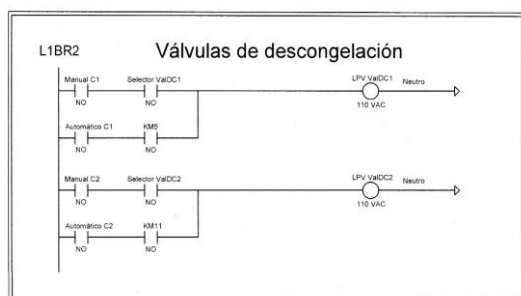 L1BR2 Válvulas de descongelación
Manual C1 Selector ValDC1 LPV ValDC1 Neutro
NO NO 110 VAC
Automático C1 KM5
NO NO
Manual C2 Selector ValDC2 LPV ValDC2 Neutro
NO NO 110 VAC
Automático C2 KM11
NO NO